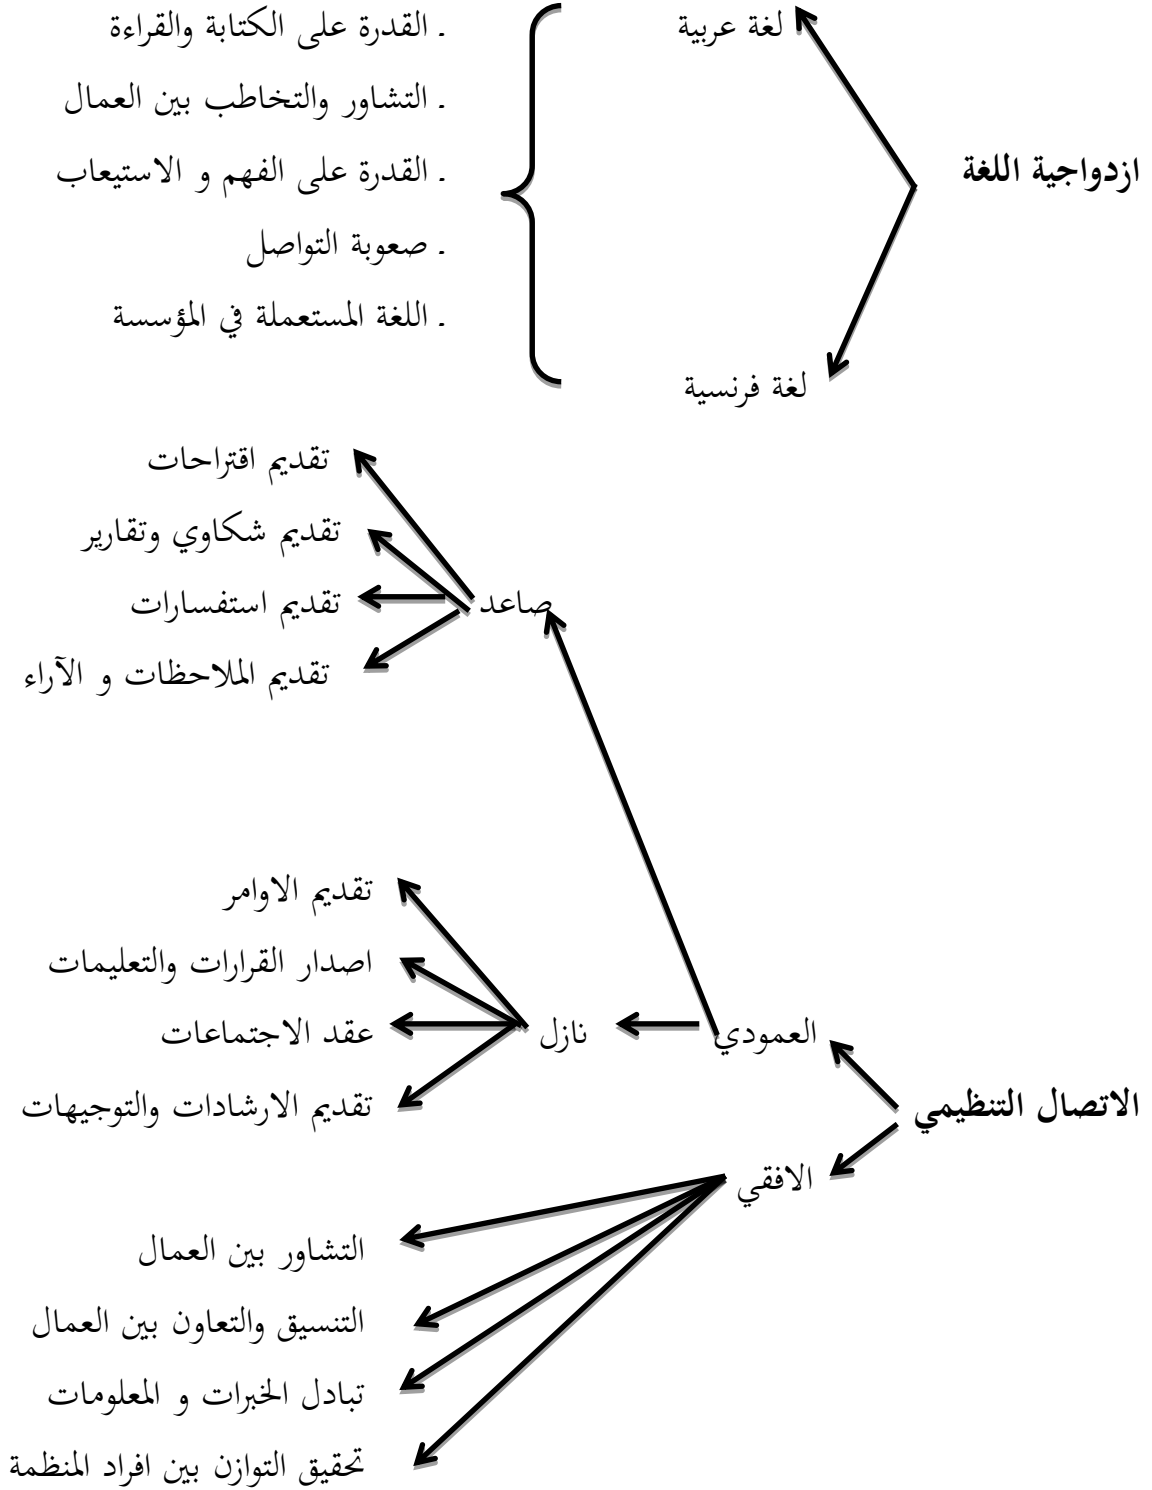 لغة عربية
. القدرة على الكتابة والقراءة
. التشاور والتخاطب بين العمال
ازدواجية اللغة
. القدرة على الفهم و الاستيعاب
. صعوبة التواصل
. اللغة المستعملة في المؤسسة
لغة فرنسية
تقديم اقتراحات
تقديم شكاوي وتقارير
صاعد
تقديم استفسارات
تقديم الملاحظات و الآراء
تقديم الاوامر
اصدار القرارات والتعليمات
العمودي
نازل
عقد الاجتماعات
الاتصال التنظيمي
تقديم الارشادات والتوجيهات
الافقي
التشاور بين العمال
التنسيق والتعاون بين العمال
تبادل الخبرات و المعلومات
تحقيق التوازن بين افراد المنظمة